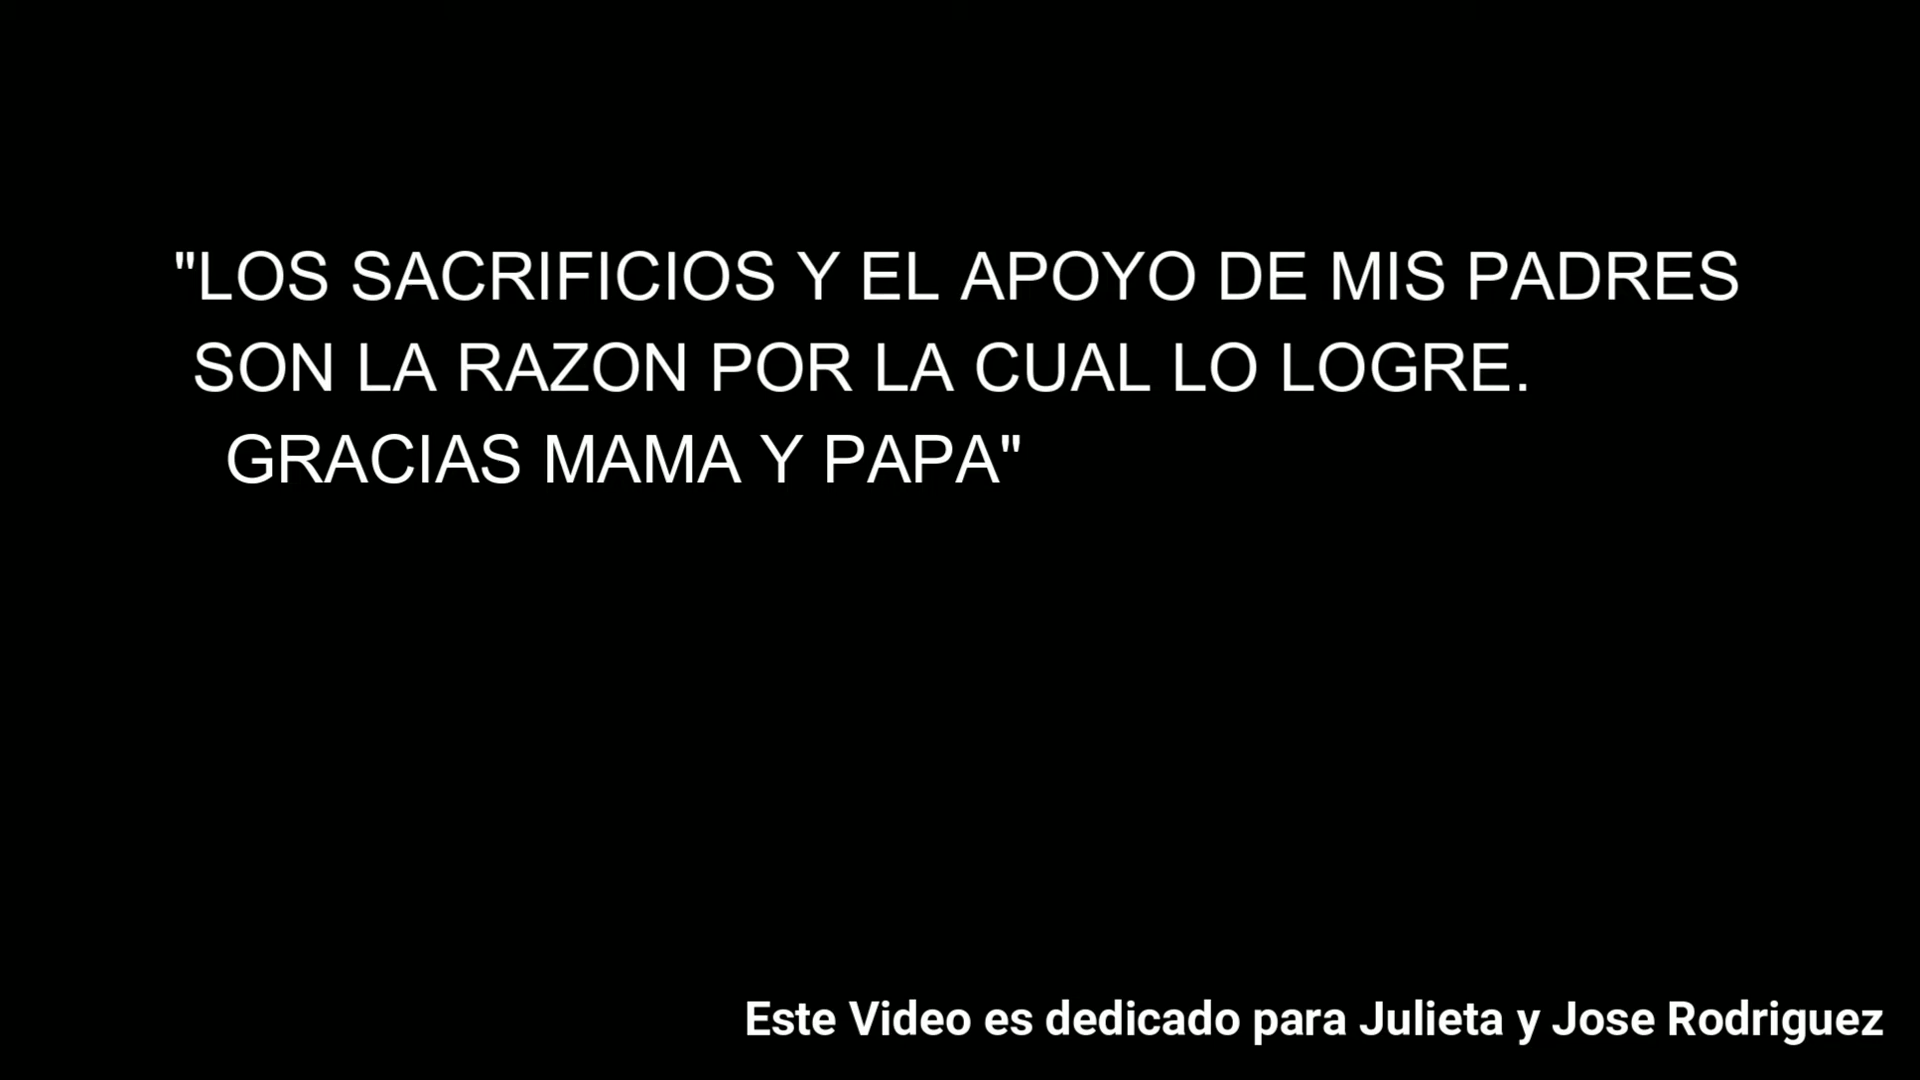 "LOS SACRIFICIOS Y EL APOYO DE MIS PADRES
SON LA RAZON POR LA CUAL LO LOGRE.
GRACIAS MAMA Y PAPA"
Este Video es dedicado para Julieta y Jose Rodriguez